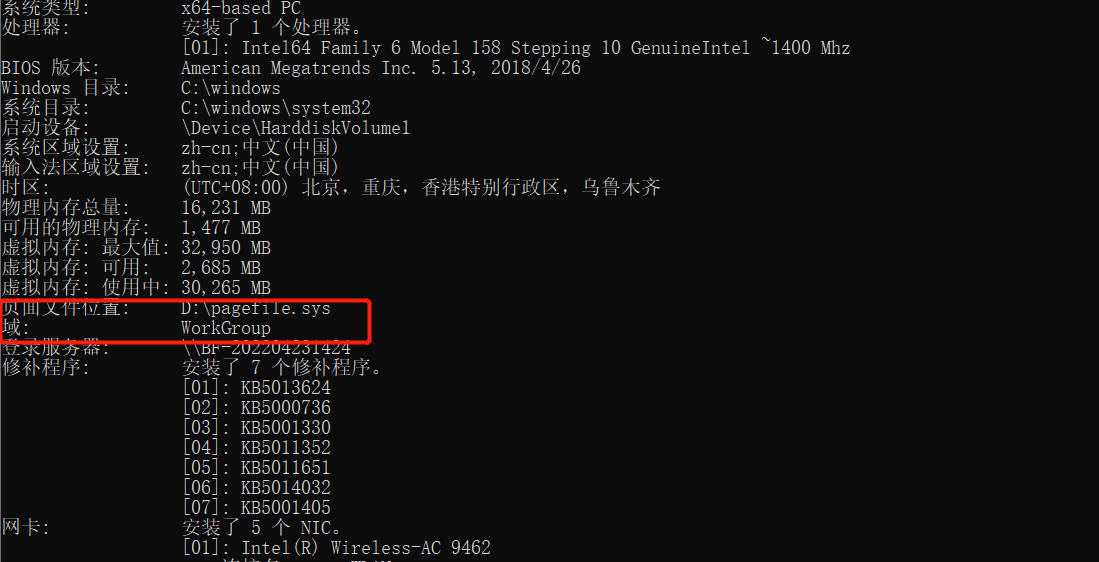 系统类型: x64-based PC
处理器: 安装了 1 个处理器。
[01]: Intel64 Family 6 Model 158 Stepping 10 GenuineIntel ~1400 Mhz
BIOS 版本: American Megatrends Inc. 5.13, 2018/4/26
Windows 目录: C:\windows
系统目录: C:\windows\system32
启动设备: \Device\HarddiskVolume1
系统区域设置: zh-cn;中文(中国)
输入法区域设置: zh-cn;中文(中国)
时区: (UTC+08:00) 北京，重庆，香港特别行政区，乌鲁木齐
物理内存总量: 16,231 MB
可用的物理内存: 1,477 MB
虚拟内存: 最大值: 32,950 MB
虚拟内存: 可用: 2,685 MB
虚拟内存: 使用中: 30,265 MB
页面文件位置: D:\pagefile.sys
域: WorkGroup
登录服务器: \\BF-202204231424
修补程序: 安装了 7 个修补程序。
[01]: KB5013624
[02]: KB5000736
[03]: KB5001330
[04]: KB5011352
[05]: KB5011651
[06]: KB5014032
[07]: KB5001405
网卡: 安装了 5 个 NIC。
[01]: Intel(R) Wireless-AC 9462